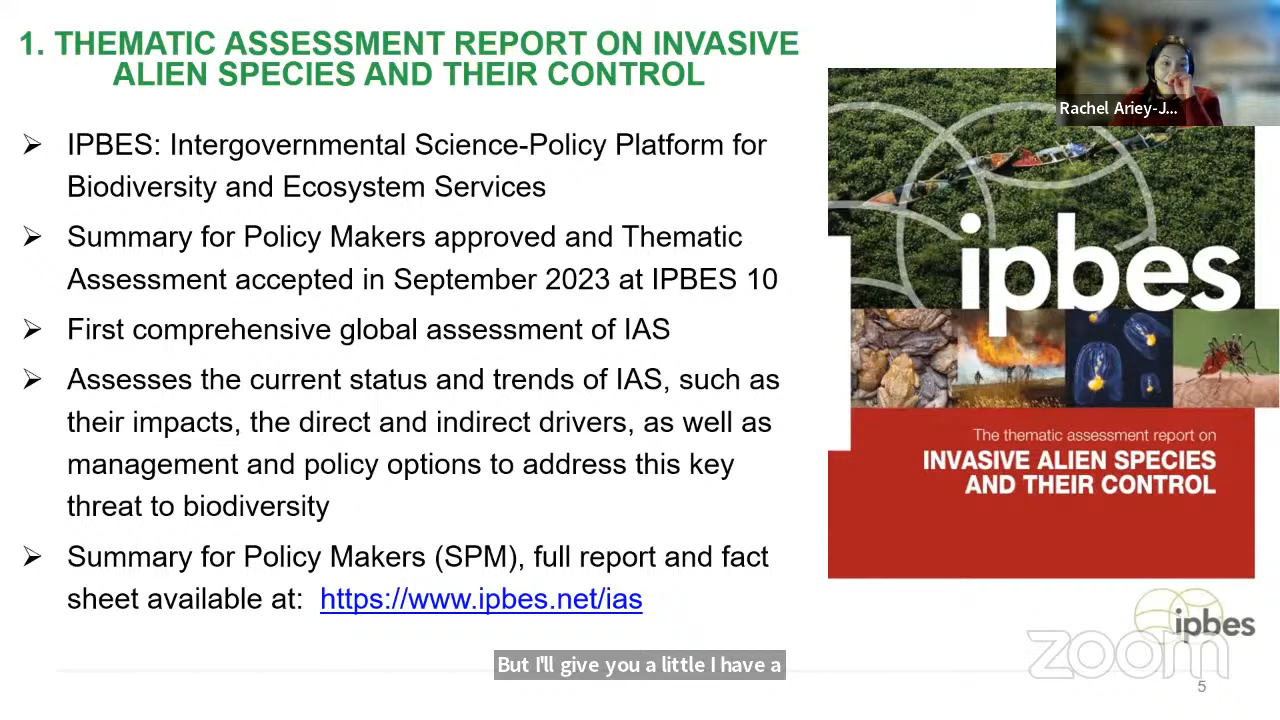 1. THEMATIC ASSESSMENT REPORT ON INVASIVE
ALIEN SPECIES AND THEIR CONTROL
➢ IPBES: Intergovernmental Science-Policy Platform for
Biodiversity and Ecosystem Services
➢ Summary for Policy Makers approved and Thematic
Assessment accepted in September 2023 at IPBES 10
➢ First comprehensive global assessment of IAS
➢ Assesses the current status and trends of IAS, such as
their impacts, the direct and indirect drivers, as well as
management and policy options to address this key
threat to biodiversity
➢ Summary for Policy Makers (SPM), full report and fact
sheet available at: https://www.ipbes.net/ias
Rachel Ariey-J...
ipbes
The thematic assessment report on
INVASIVE ALIEN SPECIES
AND THEIR CONTROL
ipbes
zoom
But I'll give you a little I have a
5